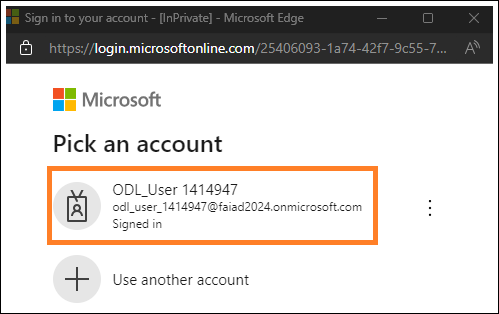 Sign in to your account - [InPrivate] - Microsoft Edge
https://login.microsoftonline.com/25406093-1a74-42f7-9c55-7...
Microsoft
Pick an account
ODL_User 1414947
odl_user_1414947@faiad2024.onmicrosoft.com
Signed in
Use another account